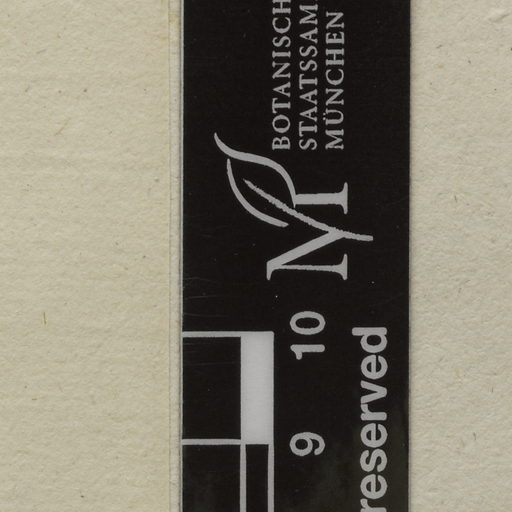 BOTANISCH
STAATSSAM
MÜNCHEN
M
9 10
reserved